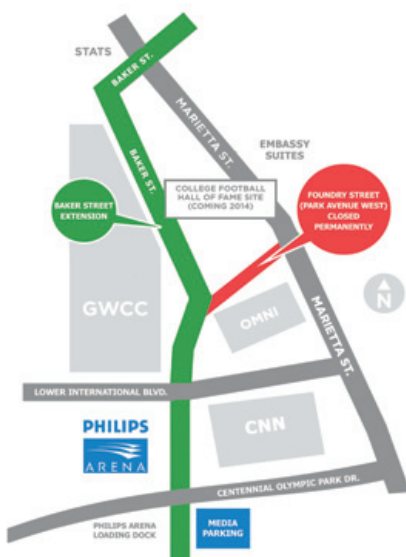 STATS
BAKER ST.
MARIETTA ST.
EMBASSY
SUITES
BAKER ST.
COLLEGE FOOTBALL
HALL OF FAME SITE
(COMING 2014)
FOUNDRY STREET
(PARK AVENUE WEST)
CLOSED
PERMANENTLY
BAKER STREET
EXTENSION
N
GWCC
OMNI
MARIETTA ST.
LOWER INTERNATIONAL BLVD.
PHILIPS
ARENA
CNN
CENTENNIAL OLYMPIC PARK DR.
PHILIPS ARENA
LOADING DOCK
MEDIA
PARKING